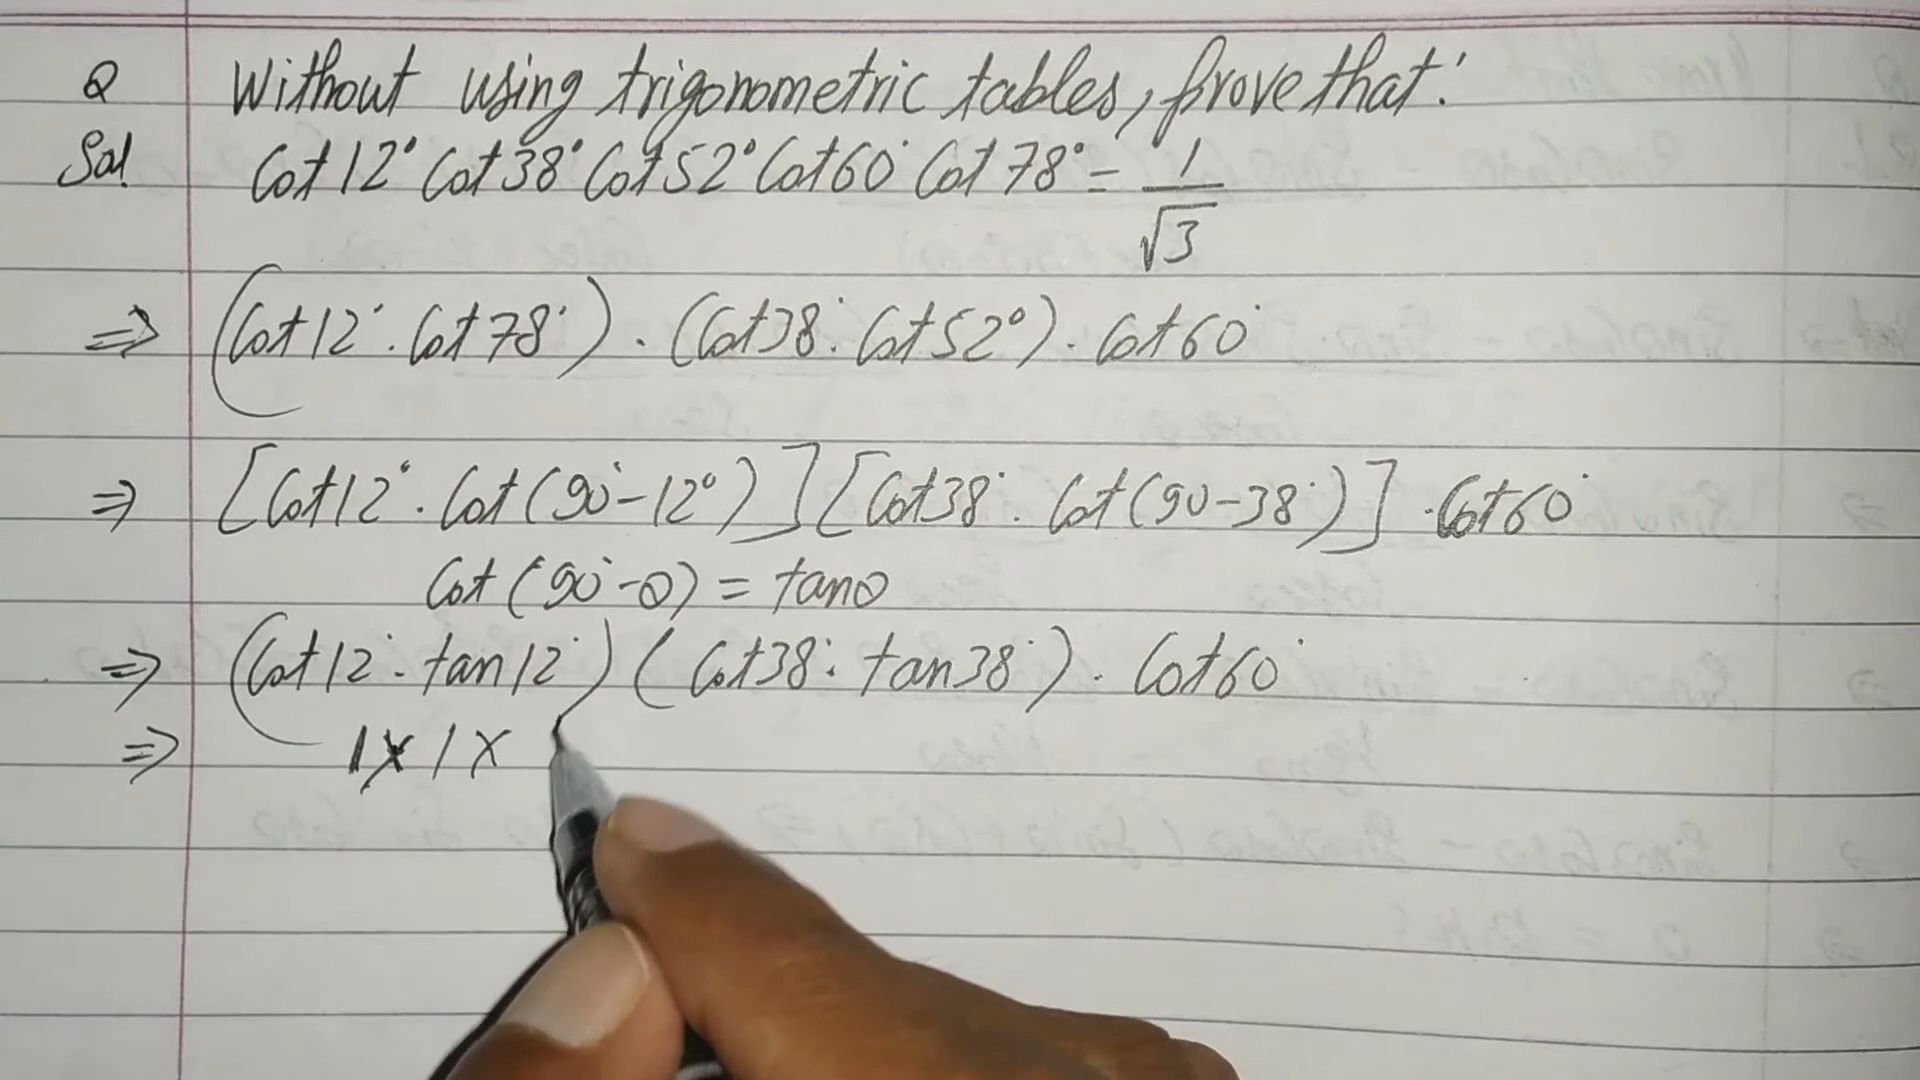 Q Without using trigonometric tables, prove that:
Sol. Cot 12° Cot 38° Cot 52° Cot 60° Cot 78° = 1/√3
⇒ (Cot 12° . Cot 78°) . (Cot 38° . Cot 52°) . Cot 60°
⇒ [Cot 12° . Cot (90° - 12°)] [Cot 38° . Cot (90 - 38°)] . Cot 60°
Cot (90° - θ) = tan θ
⇒ (Cot 12° . tan 12°) (Cot 38° . tan 38°) . Cot 60°
⇒ 1 x 1 x